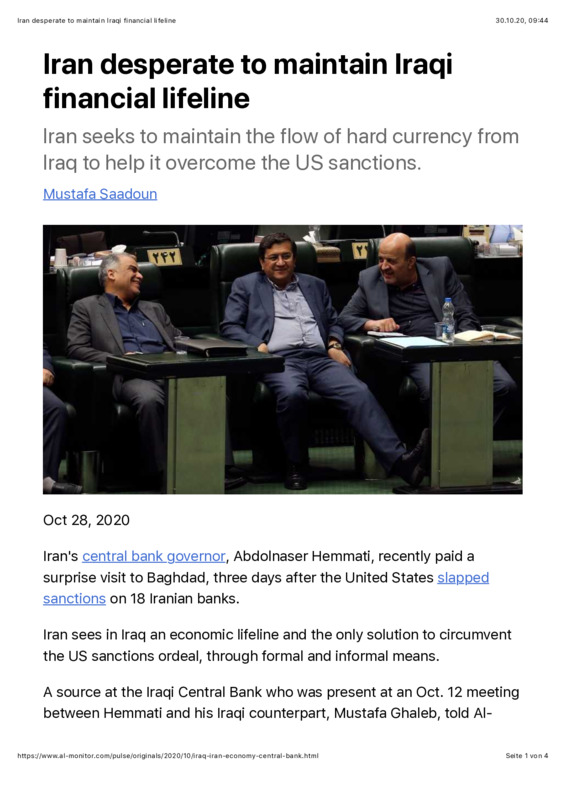 Iran desperate to maintain Iraqi financial lifeline
30.10.20, 09:44
Iran desperate to maintain Iraqi
financial lifeline
Iran seeks to maintain the flow of hard currency from
Iraq to help it overcome the US sanctions.
Mustafa Saadoun
۲۴۲
Oct 28, 2020
Iran's central bank governor, Abdolnaser Hemmati, recently paid a
surprise visit to Baghdad, three days after the United States slapped
sanctions on 18 Iranian banks.
Iran sees in Iraq an economic lifeline and the only solution to circumvent
the US sanctions ordeal, through formal and informal means.
A source at the Iraqi Central Bank who was present at an Oct. 12 meeting
between Hemmati and his Iraqi counterpart, Mustafa Ghaleb, told Al-
https://www.al-monitor.com/pulse/originals/2020/10/iraq-iran-economy-central-bank.html
Seite 1 von 4